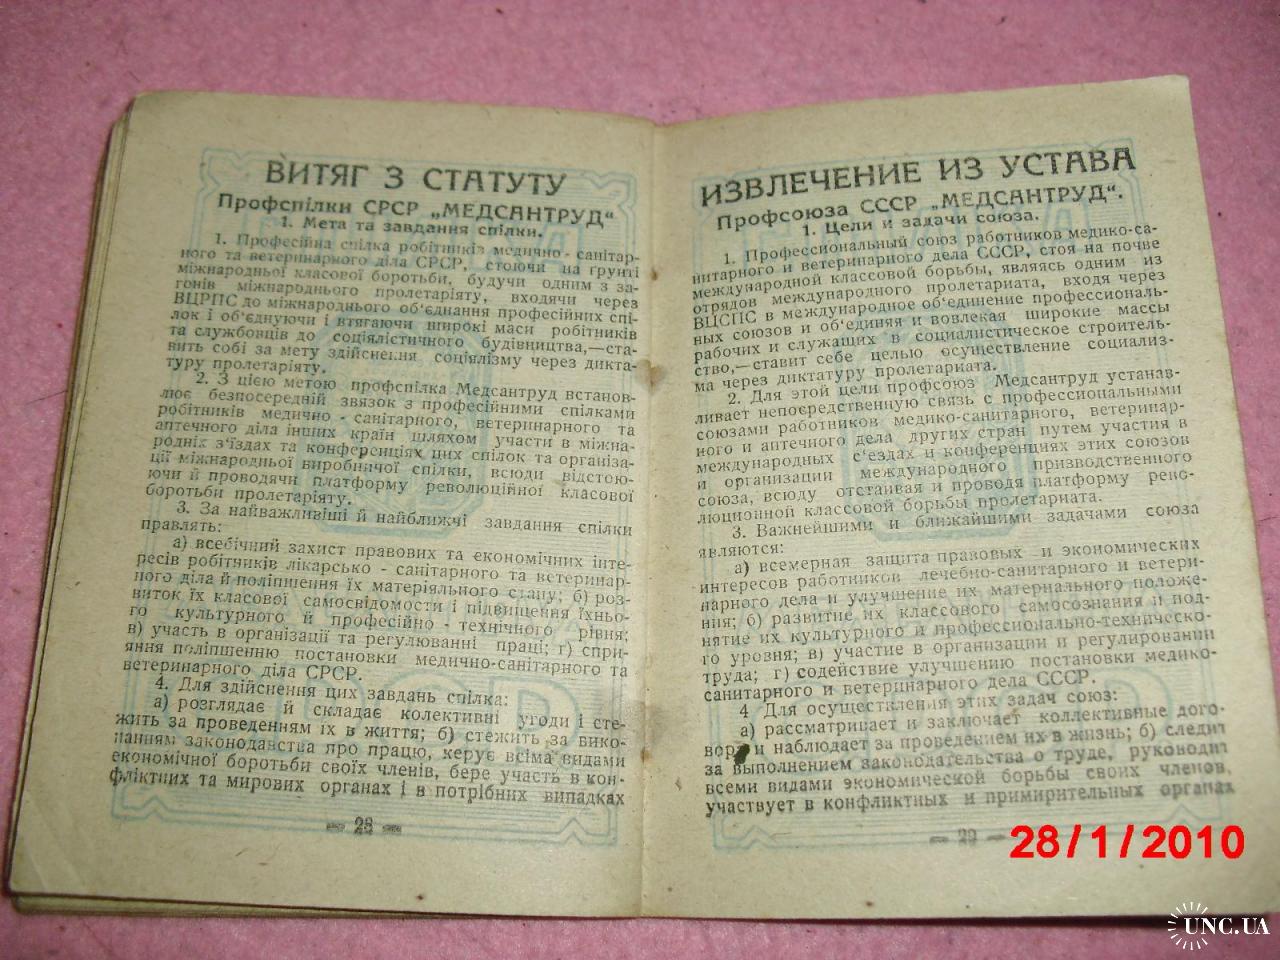 ВИТЯГ З СТАТУТУ
Профспілки СРСР „МЕДСАНТРУД“
1. Мета та завдання спілки.
1. Професійна спілка робітників медично-санітар-
ного та ветеринарного діла СРСР, стоючи на ґрунті
міжнародньої класової боротьби, будучи одним з за-
гонів міжнароднього пролетаріяту, входячи через
ВЦРПС до міжнароднього об'єднання професійних спі-
лок і об'єднуючи і втягаючи широкі маси робітників
та службовців до соціялістичного будівництва,—ста-
вить собі за мету здійснення соціялізму через дикта-
туру пролетаріяту.
2. З цією метою профспілка Медсантруд встанов-
лює безпосередній звязок з професійними спілками
робітників медично - санітарного, ветеринарного та
аптечного діла інших країн шляхом участи в міжна-
родніх з'їздах та конференціях цих спілок та організа-
ції міжнародньої виробничої спілки, всюди відстою-
ючи й проводячи платформу революційної класової
боротьби пролетаріяту.
3. За найважливіші й найближчі завдання спілки
правлять:
а) всебічний захист правових та економічних інте-
ресів робітників лікарсько - санітарного та ветеринар-
ного діла й поліпшення їх матеріяльного стану; б) роз-
виток їх класової самосвідомости і підвищення їхньо-
го культурного й професійно - технічного рівня;
в) участь в організації та регулюванні праці; г) спри-
яння поліпшенню постановки медично-санітарного та
ветеринарного діла СРСР.
4. Для здійснення цих завдань спілка:
а) розглядає й складає колективні угоди і сте-
жить за проведенням їх в життя; б) стежить за вико-
нанням законодавства про працю, керує всіма видами
економічної боротьби своїх членів, бере участь в кон-
фліктних та мирових органах і в потрібних випадках
— 28 —
ИЗВЛЕЧЕНИЕ ИЗ УСТАВА
Профсоюза СССР „МЕДСАНТРУД“.
1. Цели и задачи союза.
1. Профессиональный союз работников медико-са-
нитарного и ветеринарного дела СССР, стоя на почве
международной классовой борьбы, являясь одним из
отрядов международного пролетариата, входя через
ВЦСПС в международное об'единение профессиональ-
ных союзов и об'единяя и вовлекая широкие массы
рабочих и служащих в социалистическое строитель-
ство,—ставит себе целью осуществление социализ-
ма через диктатуру пролетариата.
2. Для этой цели профсоюз Медсантруд устанав-
ливает непосредственную связь с профессиональными
союзами работников медико-санитарного, ветеринар-
ного и аптечного дела других стран путем участия в
международных с'ездах и конференциях этих союзов
и организации международного призводственного
союза, всюду отстаивая и проводя платформу рево-
люционной классовой борьбы пролетариата.
3. Важнейшими и ближайшими задачами союза
являются:
а) всемерная защита правовых и экономических
интересов работников лечебно-санитарного и ветери-
нарного дела и улучшение их материального положе-
ния; б) развитие их классового самосознания и под-
нятие их культурного и профессионально-техническо-
го уровня; в) участие в организации и регулировании
труда; г) содействие улучшению постановки медико-
санитарного и ветеринарного дела СССР.
4 Для осуществления этих задач союз:
а) рассматривает и заключает коллективные дого-
вора и наблюдает за проведением их в жизнь; б) следит
за выполнением законодательства о труде, руководит
всеми видами экономической борьбы своих членов,
участвует в конфликтных и примирительных органах
— 29 —
28/1/2010
UNC.UA